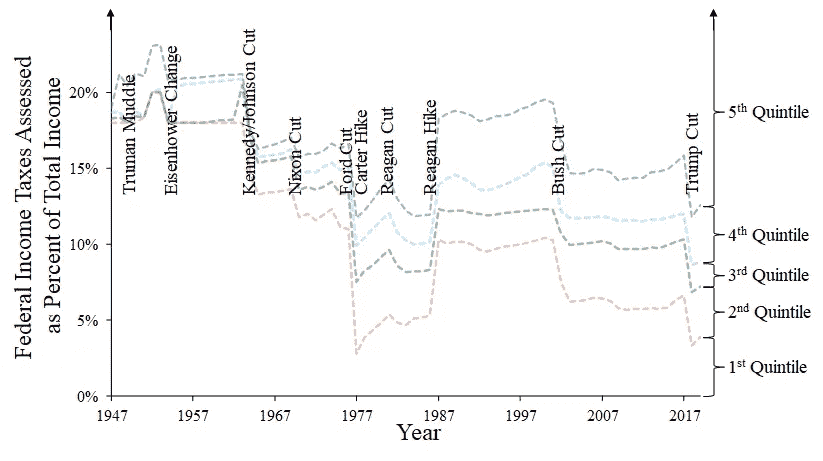 Federal Income Taxes Assessed
as Percent of Total Income
20%
15%
10%
5%
0%
Truman Muddle
Eisenhower Change
Kennedy/Johnson Cut
Nixon Cut
Ford Cut
Carter Hike
Reagan Cut
Reagan Hike
Bush Cut
Trump Cut
5th Quintile
4th Quintile
3rd Quintile
2nd Quintile
1st Quintile
1947
1957
1967
1977
1987
1997
2007
2017
Year